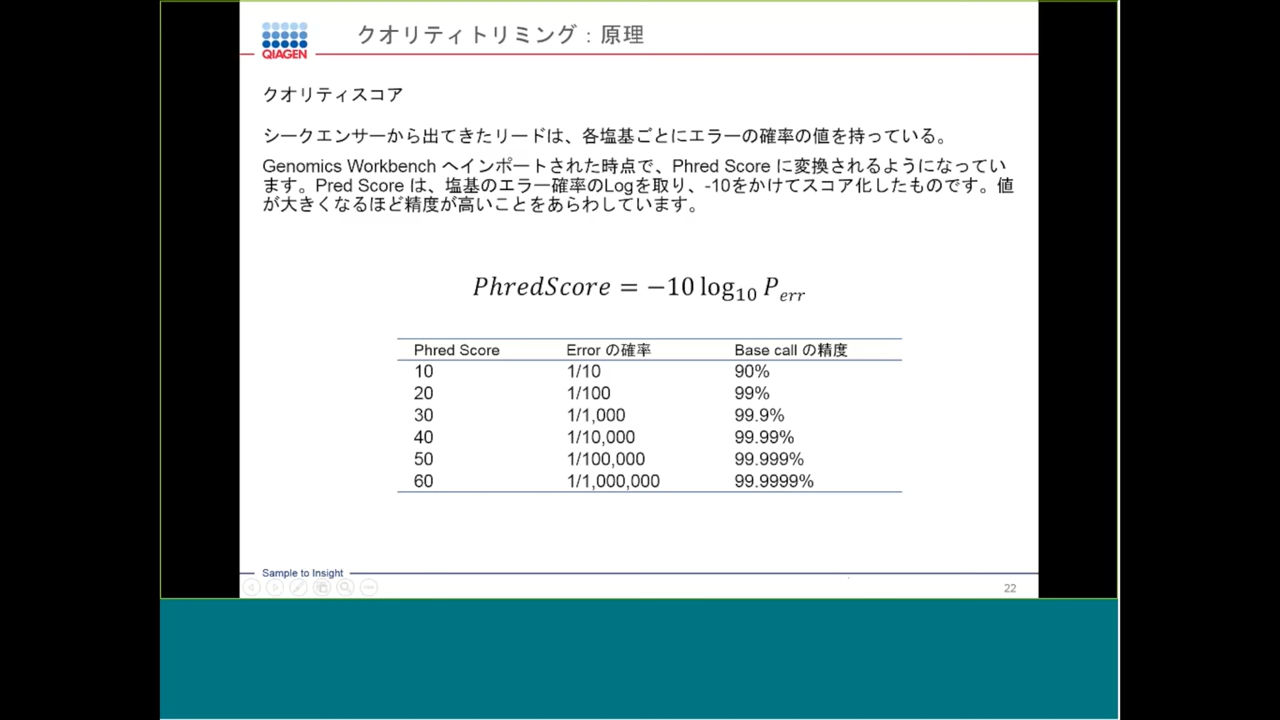 QIAGEN
クオリティトリミング：原理
クオリティスコア
シークエンサーから出てきたリードは、各塩基ごとにエラーの確率の値を持っている。
Genomics Workbench へインポートされた時点で、Phred Score に変換されるようになってい
ます。Pred Score は、塩基のエラー確率のLogを取り、-10をかけてスコア化したものです。値
が大きくなるほど精度が高いことをあらわしています。
PhredScore = −10 log₁₀ P_err
Phred Score Error の確率 Base call の精度
10 1/10 90%
20 1/100 99%
30 1/1,000 99.9%
40 1/10,000 99.99%
50 1/100,000 99.999%
60 1/1,000,000 99.9999%
Sample to Insight
22